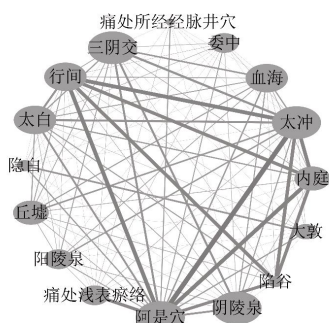 痛处所经经脉井穴
三阴交
委中
行间
血海
太白
太冲
隐白
内庭
丘墟
大敦
阳陵泉
陷谷
痛处浅表瘀络
阴陵泉
阿是穴